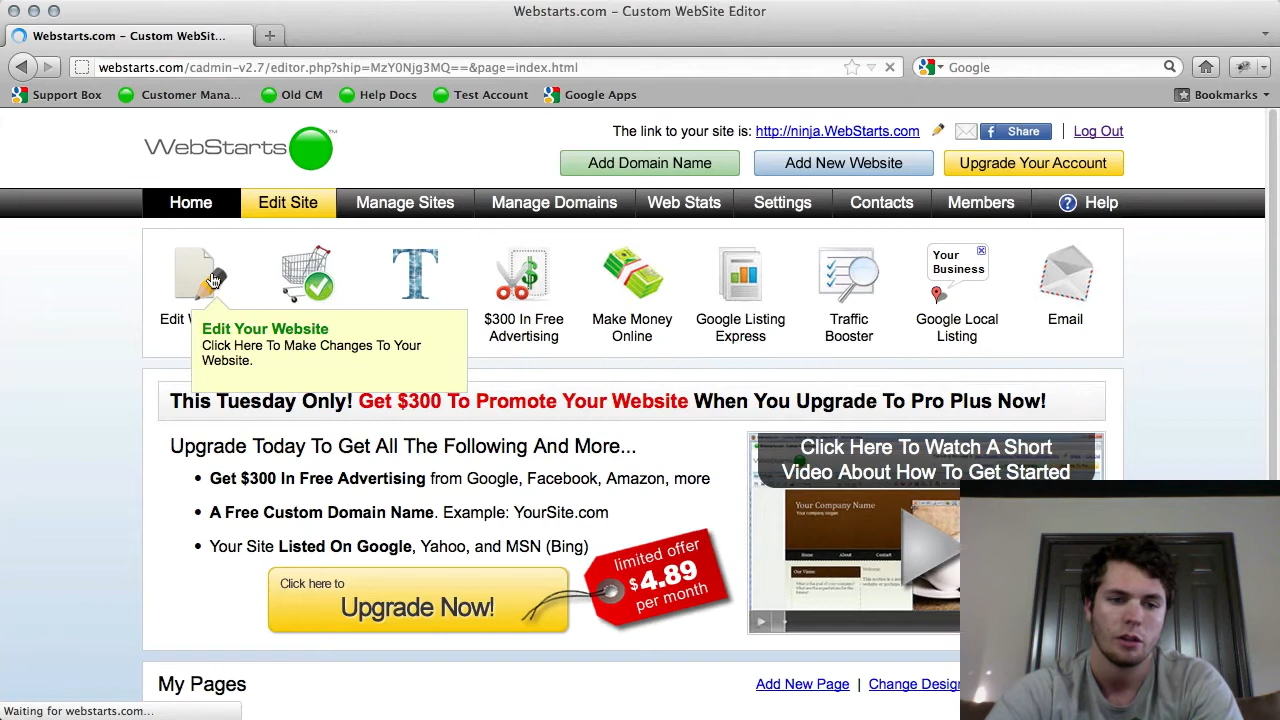 Webstarts.com – Custom WebSite Editor
Webstarts.com – Custom WebSit...
webstarts.com/cadmin-v2.7/editor.php?ship=MzY0Njg3MQ==&page=index.html
Google
Support Box
Customer Mana...
Old CM
Help Docs
Test Account
Google Apps
Bookmarks
WebStarts™
The link to your site is: http://ninja.WebStarts.com
Share
Log Out
Add Domain Name
Add New Website
Upgrade Your Account
Home
Edit Site
Manage Sites
Manage Domains
Web Stats
Settings
Contacts
Members
Help
Your
Business
Edit
$300 In Free
Advertising
Make Money
Online
Google Listing
Express
Traffic
Booster
Google Local
Listing
Email
Edit Your Website
Click Here To Make Changes To Your
Website.
This Tuesday Only! Get $300 To Promote Your Website When You Upgrade To Pro Plus Now!
Upgrade Today To Get All The Following And More...
• Get $300 In Free Advertising from Google, Facebook, Amazon, more
• A Free Custom Domain Name. Example: YourSite.com
• Your Site Listed On Google, Yahoo, and MSN (Bing)
Click here to
Upgrade Now!
limited offer
$4.89
per month
Click Here To Watch A Short
Video About How To Get Started
Your Company Name
Home
About
Contact
My Pages
Add New Page | Change Desig
Waiting for webstarts.com...